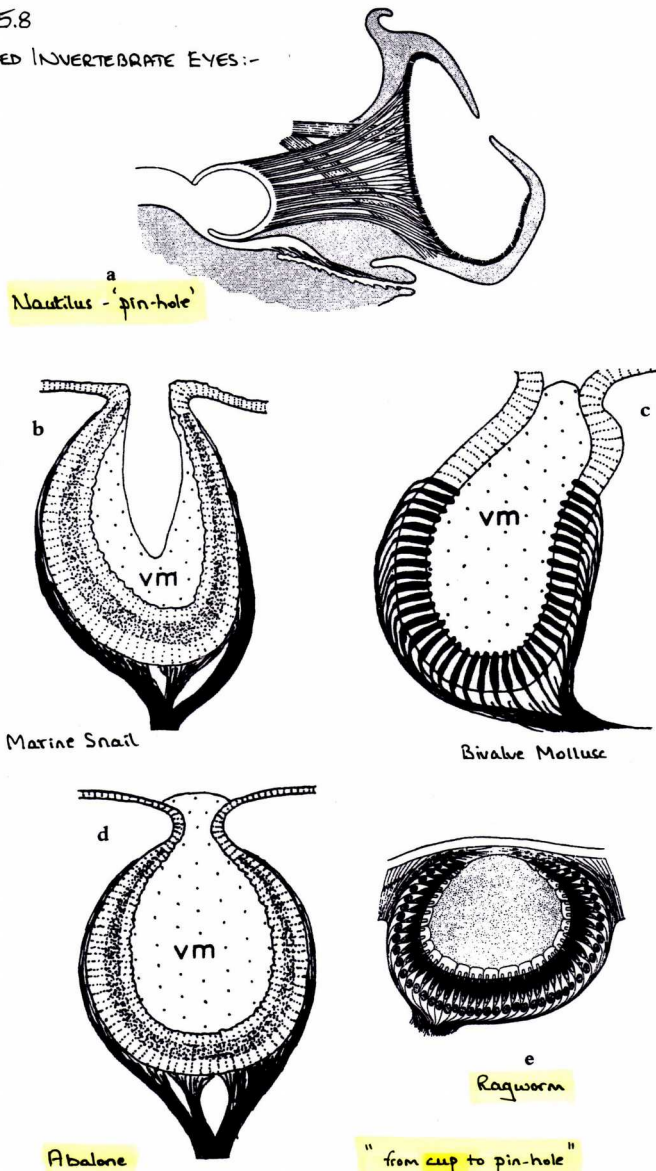 5.8
ED INVERTEBRATE EYES:-
a
Nautilus - 'pin-hole'
b
c
vm
vm
Marine Snail
Bivalve Mollusc
d
vm
e
Ragworm
Abalone
"from cup to pin-hole"